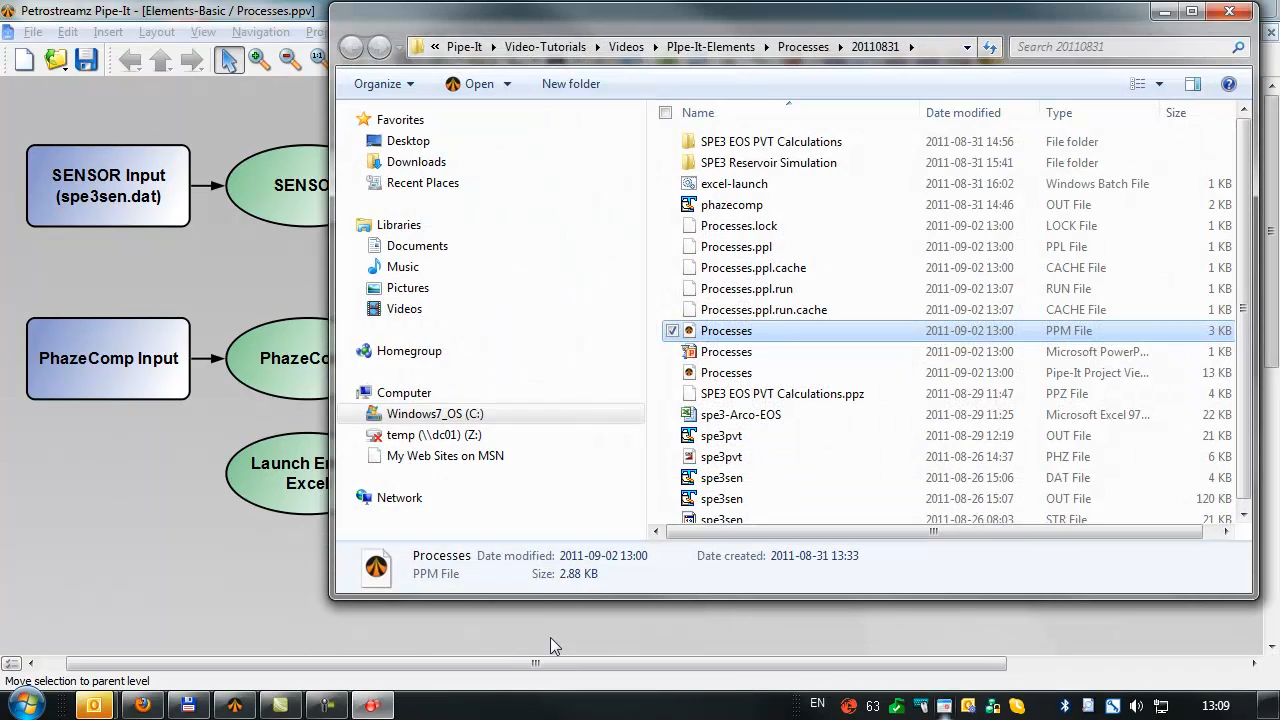 Petrostreamz Pipe-It - [Elements-Basic / Processes.ppv]
File Edit Insert Layout View Navigation
SENSOR Input
(spe3sen.dat)
SENSO
PhazeComp Input
PhazeCo
Launch E
Excel
Move selection to parent level
« Pipe-It Video-Tutorials Videos PIpe-It-Elements Processes 20110831
Search 20110831
Organize Open New folder
Favorites
Desktop
Downloads
Recent Places
Libraries
Documents
Music
Pictures
Videos
Homegroup
Computer
Windows7_OS (C:)
temp (\\dc01) (Z:)
My Web Sites on MSN
Network
Name Date modified Type Size
SPE3 EOS PVT Calculations 2011-08-31 14:56 File folder
SPE3 Reservoir Simulation 2011-08-31 15:41 File folder
excel-launch 2011-08-31 16:02 Windows Batch File 1 KB
phazecomp 2011-08-31 14:46 OUT File 2 KB
Processes.lock 2011-09-02 13:00 LOCK File 1 KB
Processes.ppl 2011-09-02 13:00 PPL File 1 KB
Processes.ppl.cache 2011-09-02 13:00 CACHE File 1 KB
Processes.ppl.run 2011-09-02 13:07 RUN File 1 KB
Processes.ppl.run.cache 2011-09-02 13:07 CACHE File 1 KB
Processes 2011-09-02 13:00 PPM File 3 KB
Processes 2011-09-02 13:00 Microsoft PowerP... 1 KB
Processes 2011-09-02 13:00 Pipe-It Project Vie... 13 KB
SPE3 EOS PVT Calculations.ppz 2011-08-29 11:47 PPZ File 4 KB
spe3-Arco-EOS 2011-08-29 11:25 Microsoft Excel 97... 22 KB
spe3pvt 2011-08-29 12:19 OUT File 21 KB
spe3pvt 2011-08-26 14:37 PHZ File 6 KB
spe3sen 2011-08-26 15:06 DAT File 4 KB
spe3sen 2011-08-26 15:07 OUT File 120 KB
spe3sen 2011-08-26 08:03 STR File 21 KB
Processes Date modified: 2011-09-02 13:00 Date created: 2011-08-31 13:33
PPM File Size: 2.88 KB
EN 63 13:09